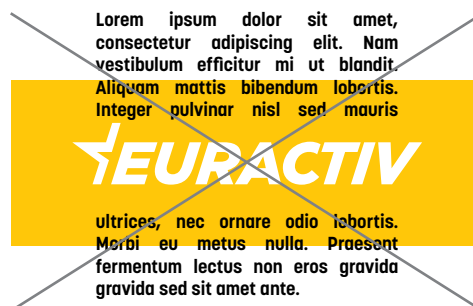 Lorem ipsum dolor sit amet,
consectetur adipiscing elit. Nam
vestibulum efficitur mi ut blandit.
Aliquam mattis bibendum lobortis.
Integer pulvinar nisl sed mauris
EURACTIV
ultrices, nec ornare odio lobortis.
Morbi eu metus nulla. Praesent
fermentum lectus non eros gravida
gravida sed sit amet ante.